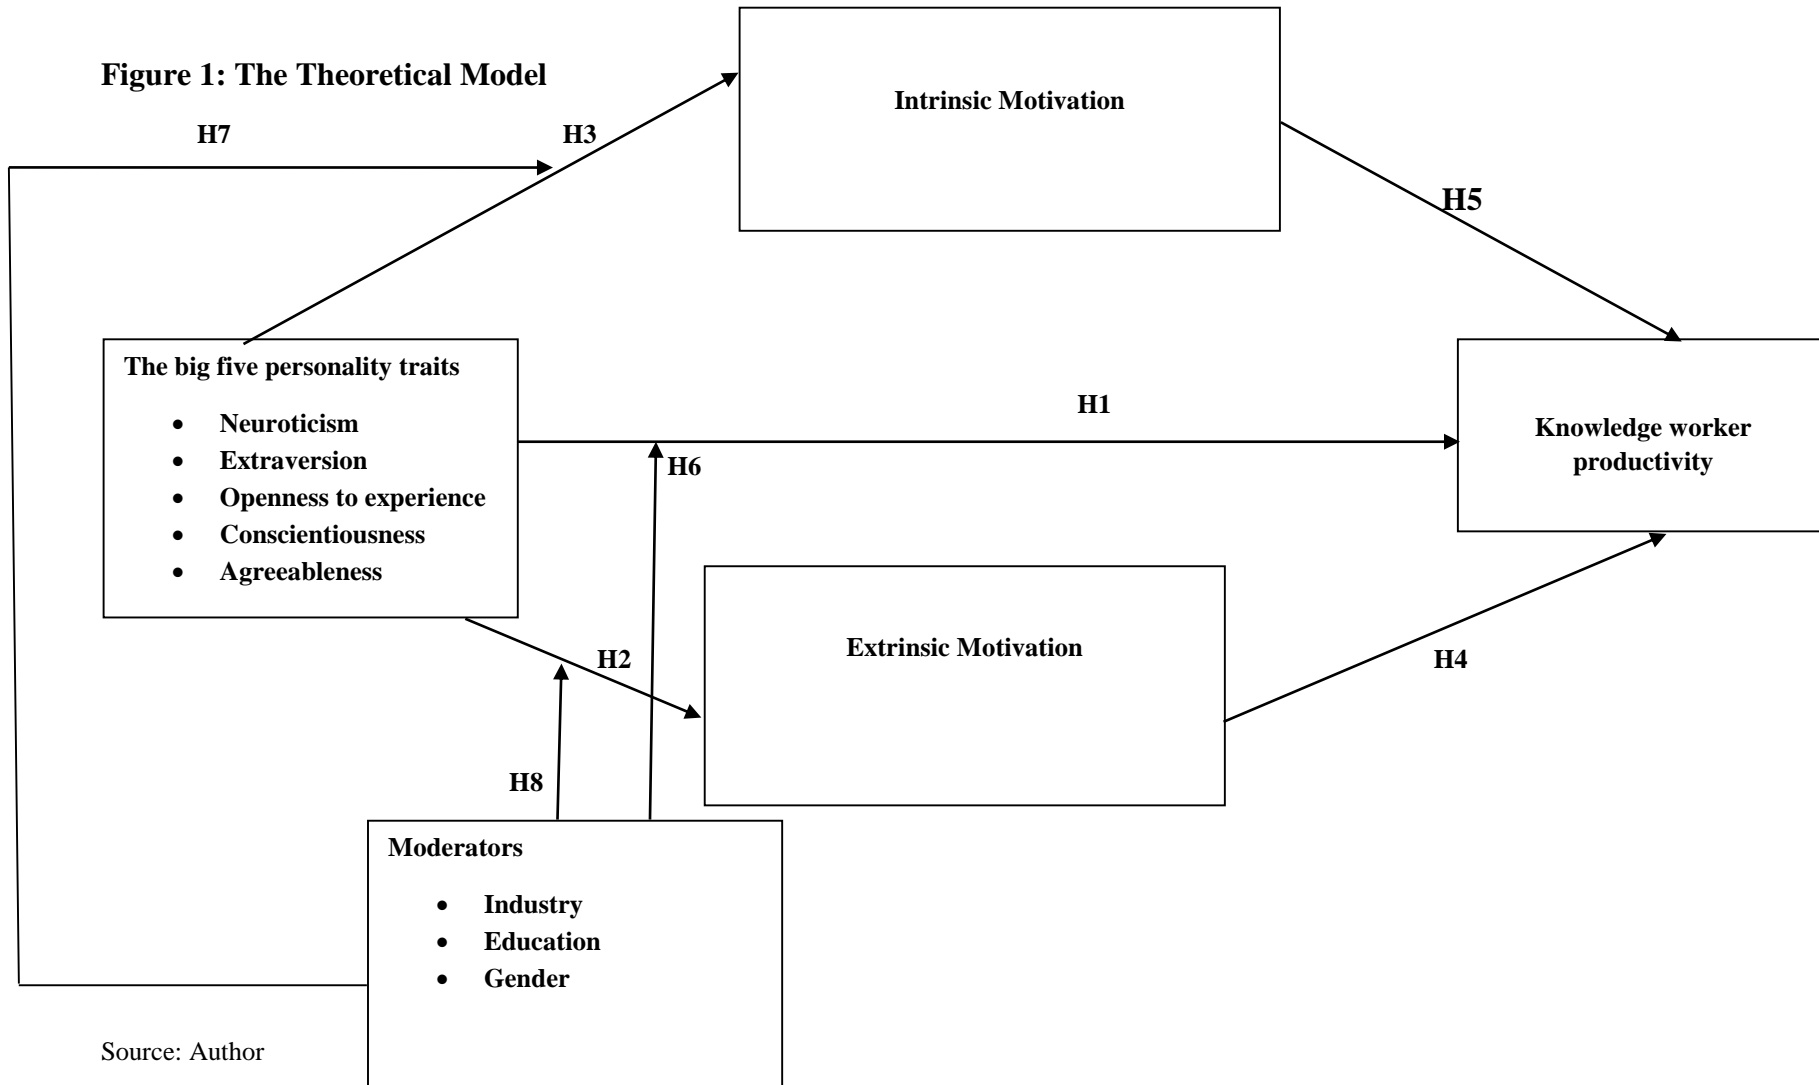 Figure 1: The Theoretical Model
Intrinsic Motivation
H7
H3
H5
The big five personality traits
• Neuroticism
• Extraversion
• Openness to experience
• Conscientiousness
• Agreeableness
H1
H6
Knowledge worker
productivity
Extrinsic Motivation
H2
H4
H8
Moderators
• Industry
• Education
• Gender
Source: Author